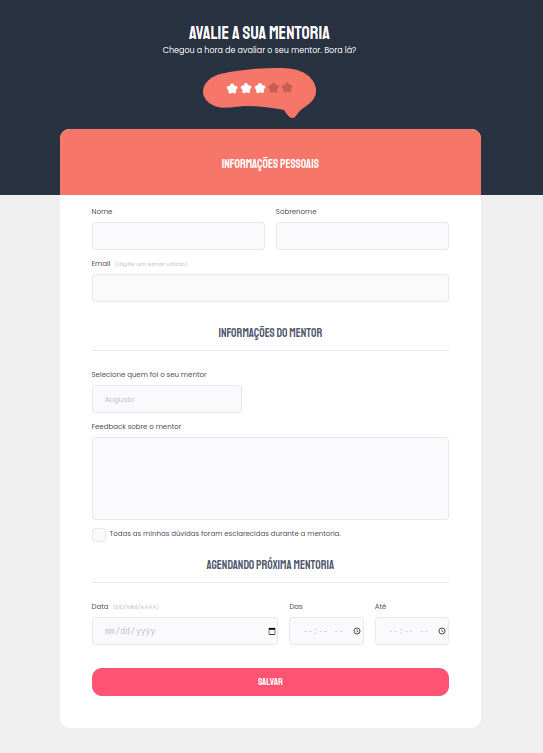 AVALIE A SUA MENTORIA
Chegou a hora de avaliar o seu mentor. Bora lá?
INFORMAÇÕES PESSOAIS
Nome Sobrenome
Email (digite um email válido)
INFORMAÇÕES DO MENTOR
Selecione quem foi o seu mentor
Augusto
Feedback sobre o mentor
Todas as minhas dúvidas foram esclarecidas durante a mentoria.
AGENDANDO PRÓXIMA MENTORIA
Data (DD/MM/AAAA) Das Até
mm/dd/yyyy --:-- -- --:-- --
SALVAR